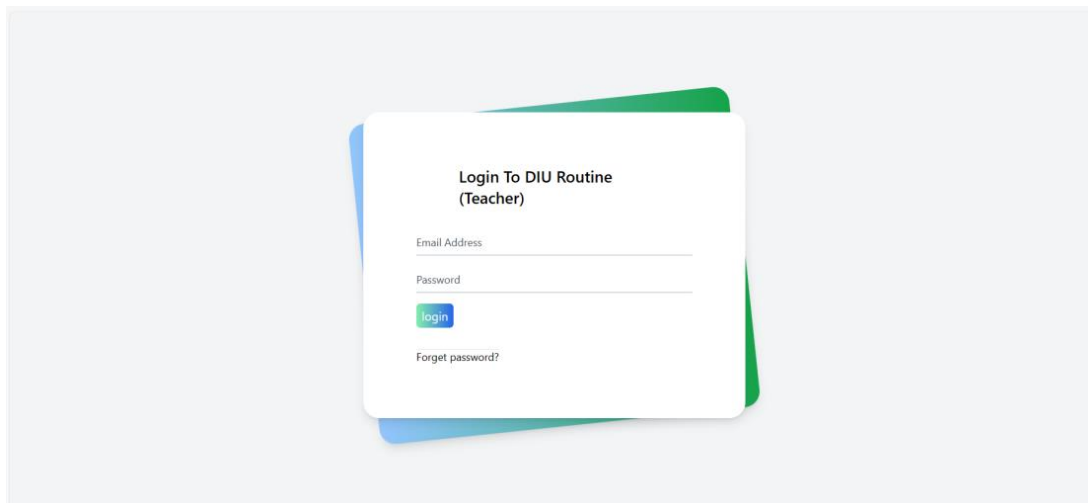 Login To DIU Routine
(Teacher)
Email Address
Password
login
Forget password?